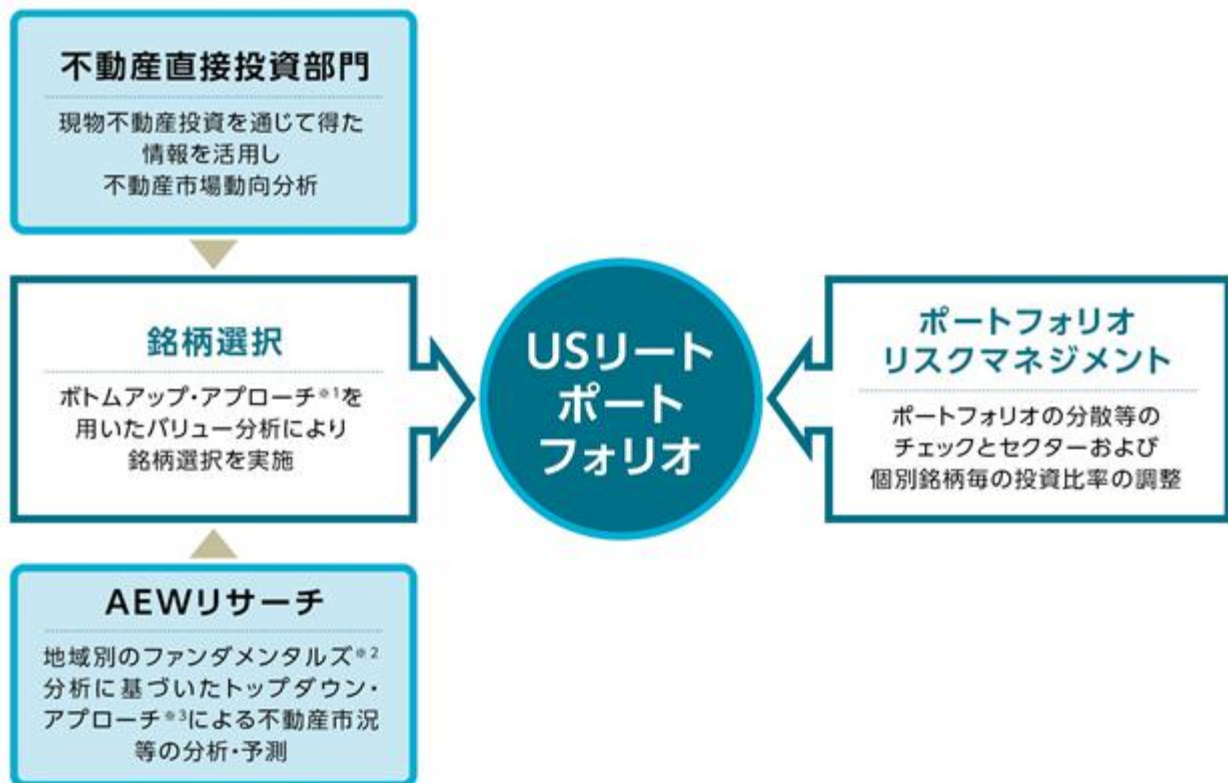 不動産直接投資部門
現物不動産投資を通じて得た
情報を活用し
不動産市場動向分析
銘柄選択
ボトムアップ・アプローチ※1を
用いたバリュー分析により
銘柄選択を実施
AEWリサーチ
地域別のファンダメンタルズ※2
分析に基づいたトップダウン・
アプローチ※3による不動産市況
等の分析・予測
USリート
ポート
フォリオ
ポートフォリオ
リスクマネジメント
ポートフォリオの分散等の
チェックとセクターおよび
個別銘柄毎の投資比率の調整